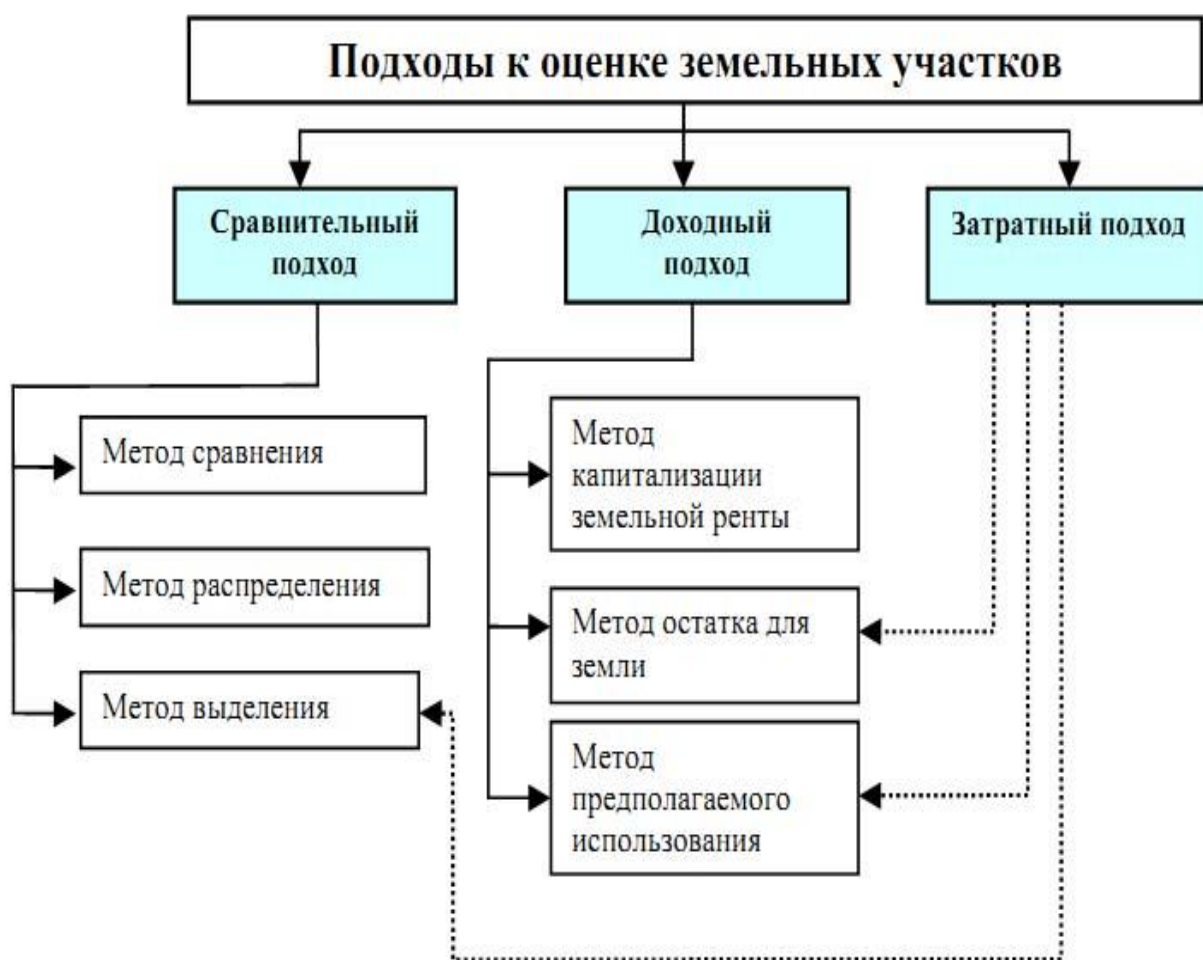 Подходы к оценке земельных участков
Сравнительный
подход
Доходный
подход
Затратный подход
Метод сравнения
Метод распределения
Метод выделения
Метод
капитализации
земельной ренты
Метод остатка для
земли
Метод
предполагаемого
использования